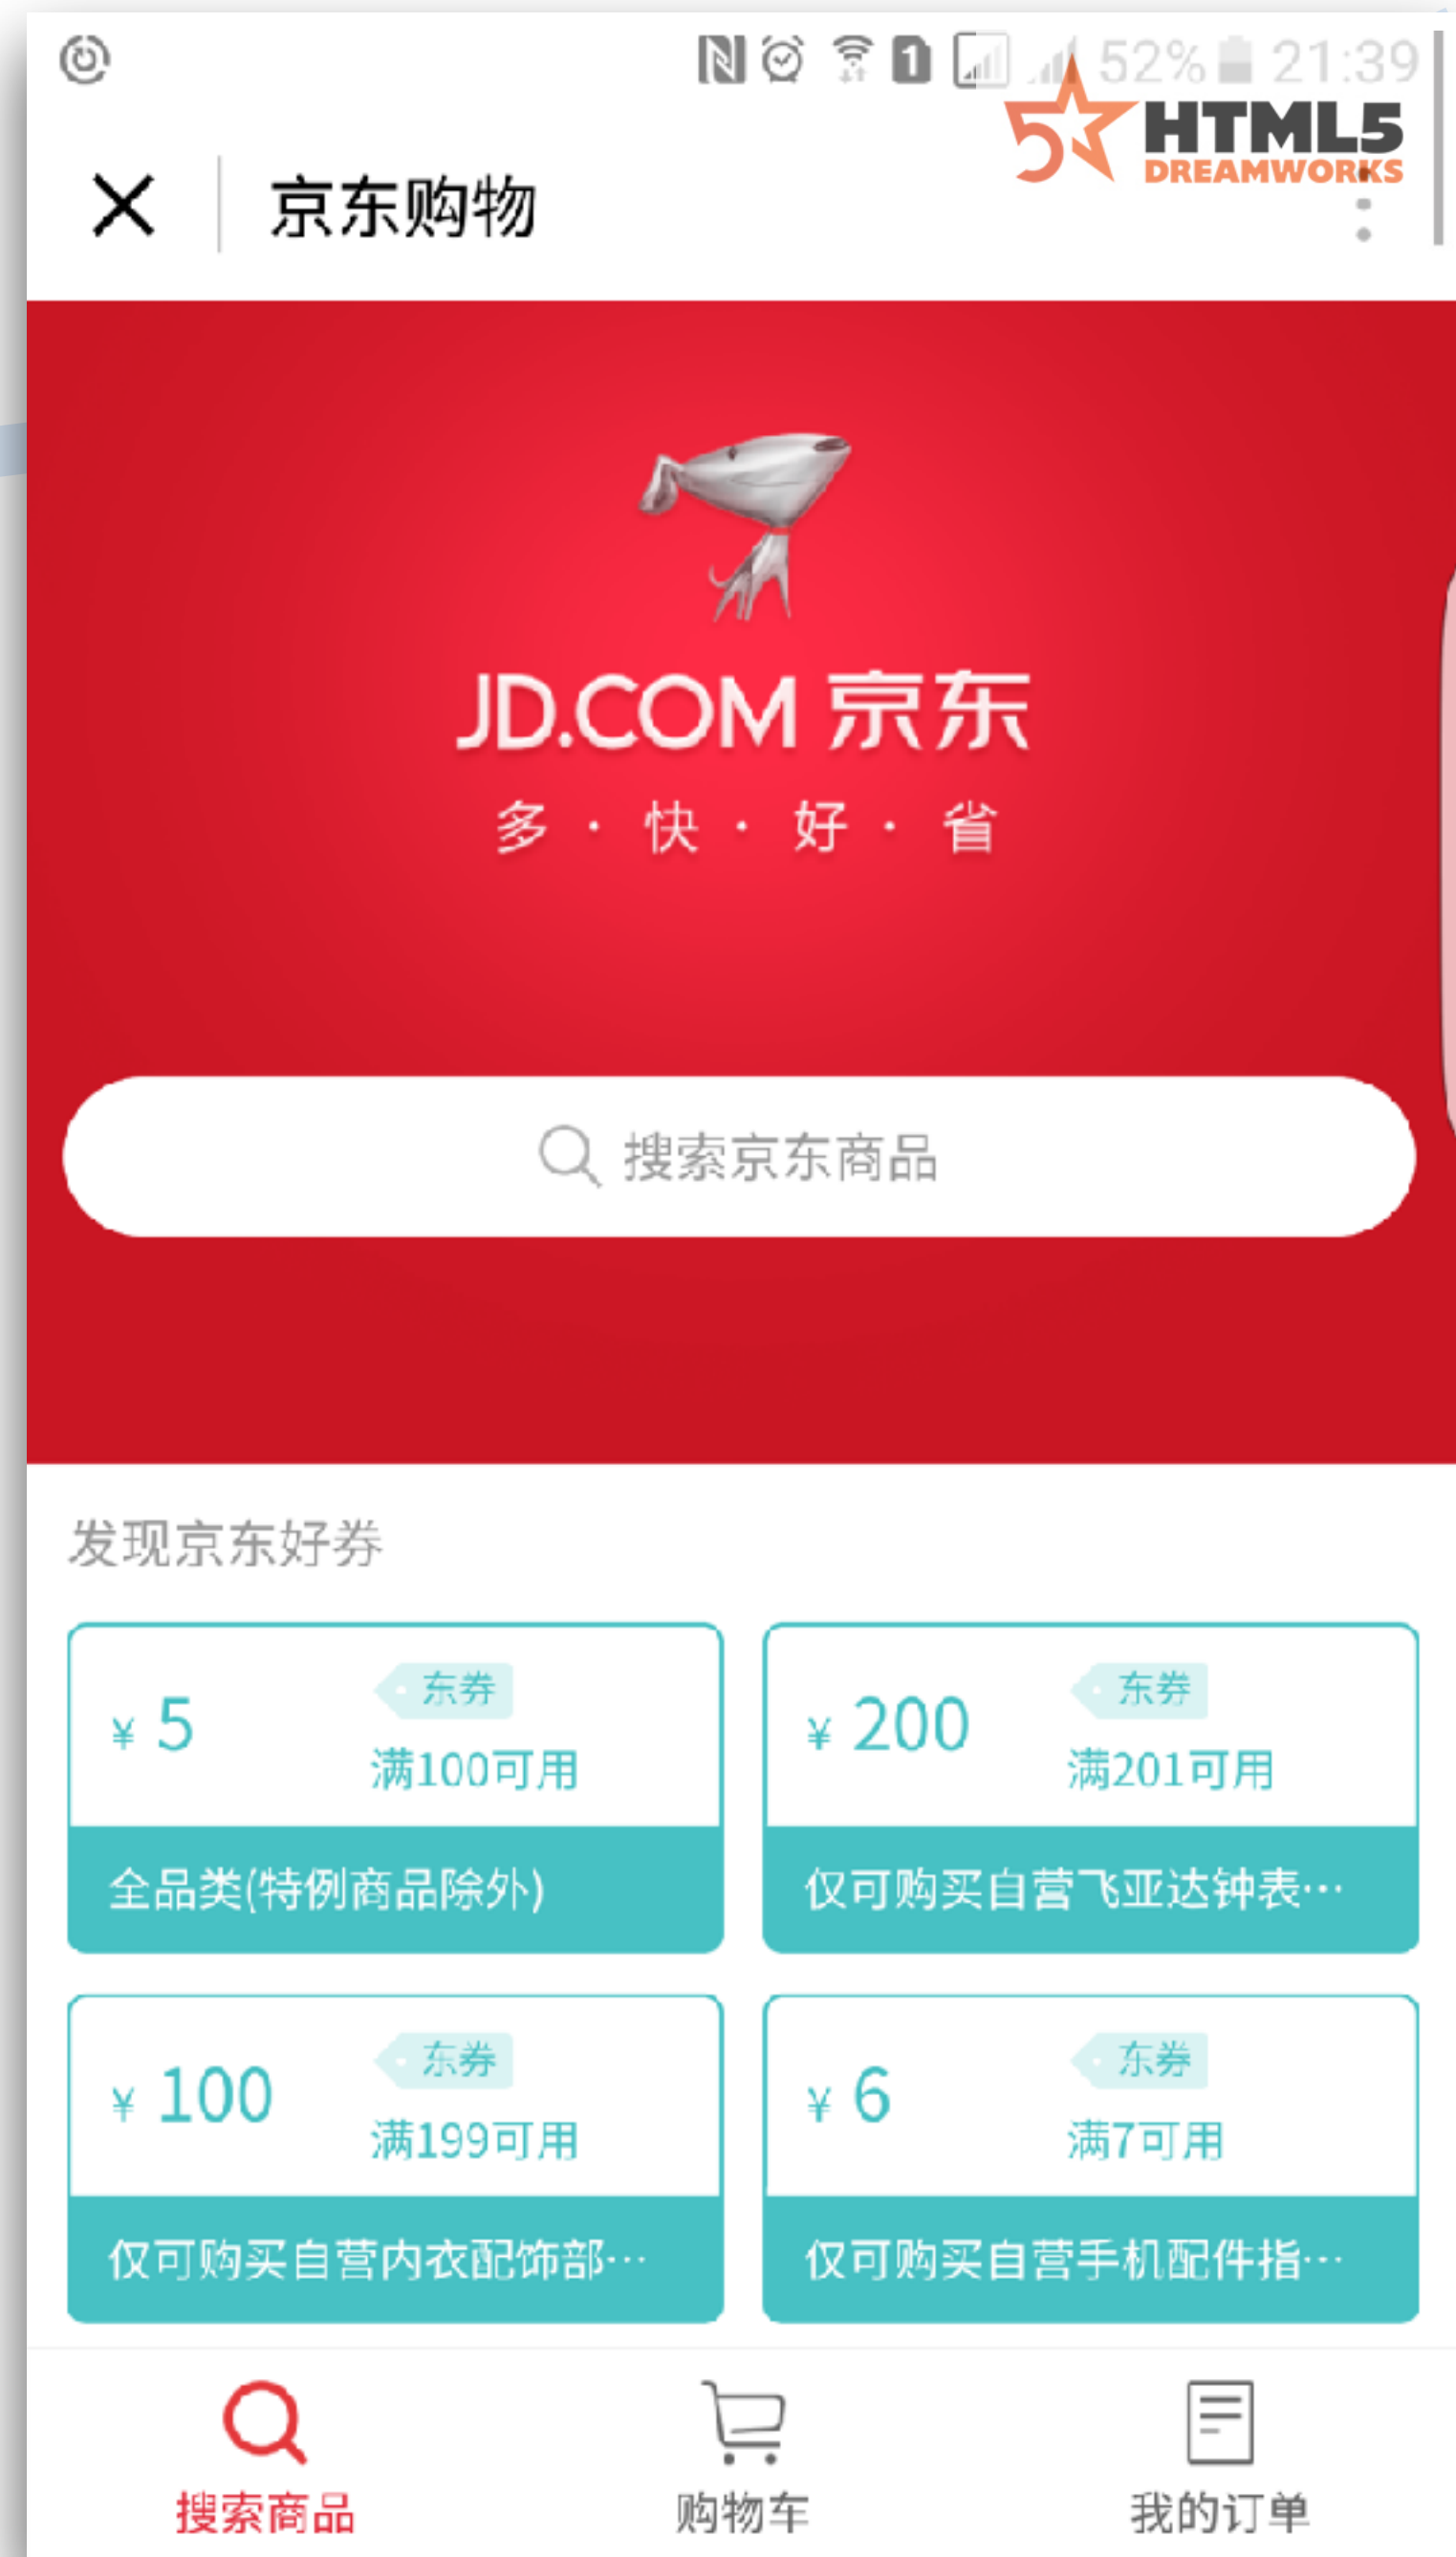 1 52% 21:39
5 HTML5
DREAMWORKS
京东购物
JD.COM 京东
多 · 快 · 好 · 省
搜索京东商品
发现京东好券
¥ 5 东券
满100可用
全品类(特例商品除外)
¥ 200 东券
满201可用
仅可购买自营飞亚达钟表…
¥ 100 东券
满199可用
仅可购买自营内衣配饰部…
¥ 6 东券
满7可用
仅可购买自营手机配件指…
搜索商品 购物车 我的订单